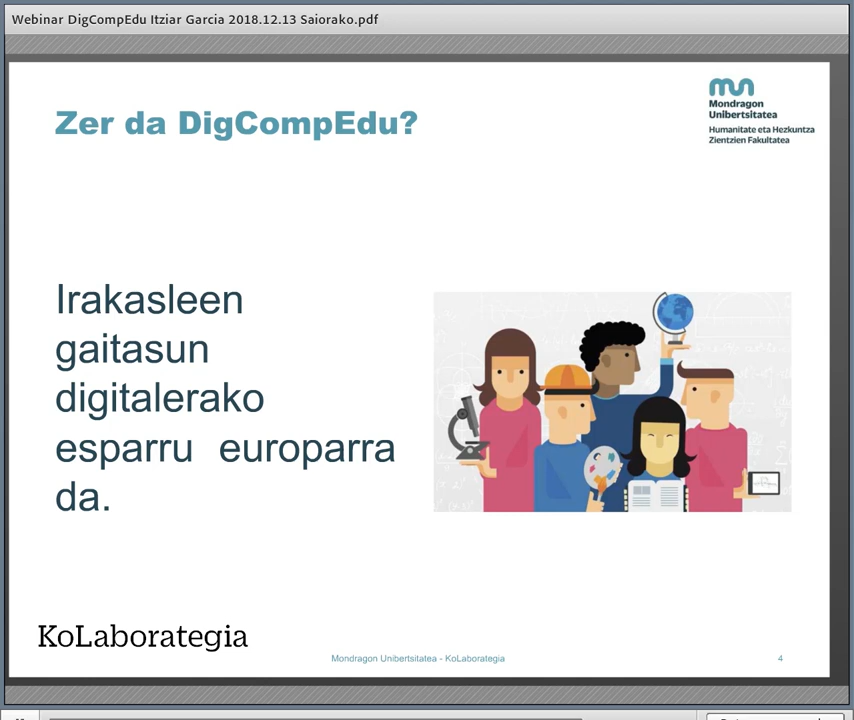 Webinar DigCompEdu Itziar Garcia 2018.12.13 Saiorako.pdf
Zer da DigCompEdu?
Mondragon
Unibertsitatea
Humanitate eta Hezkuntza
Zientzien Fakultatea
Irakasleen
gaitasun
digitalerako
esparru europarra
da.
KoLaborategia
Mondragon Unibertsitatea - KoLaborategia
4